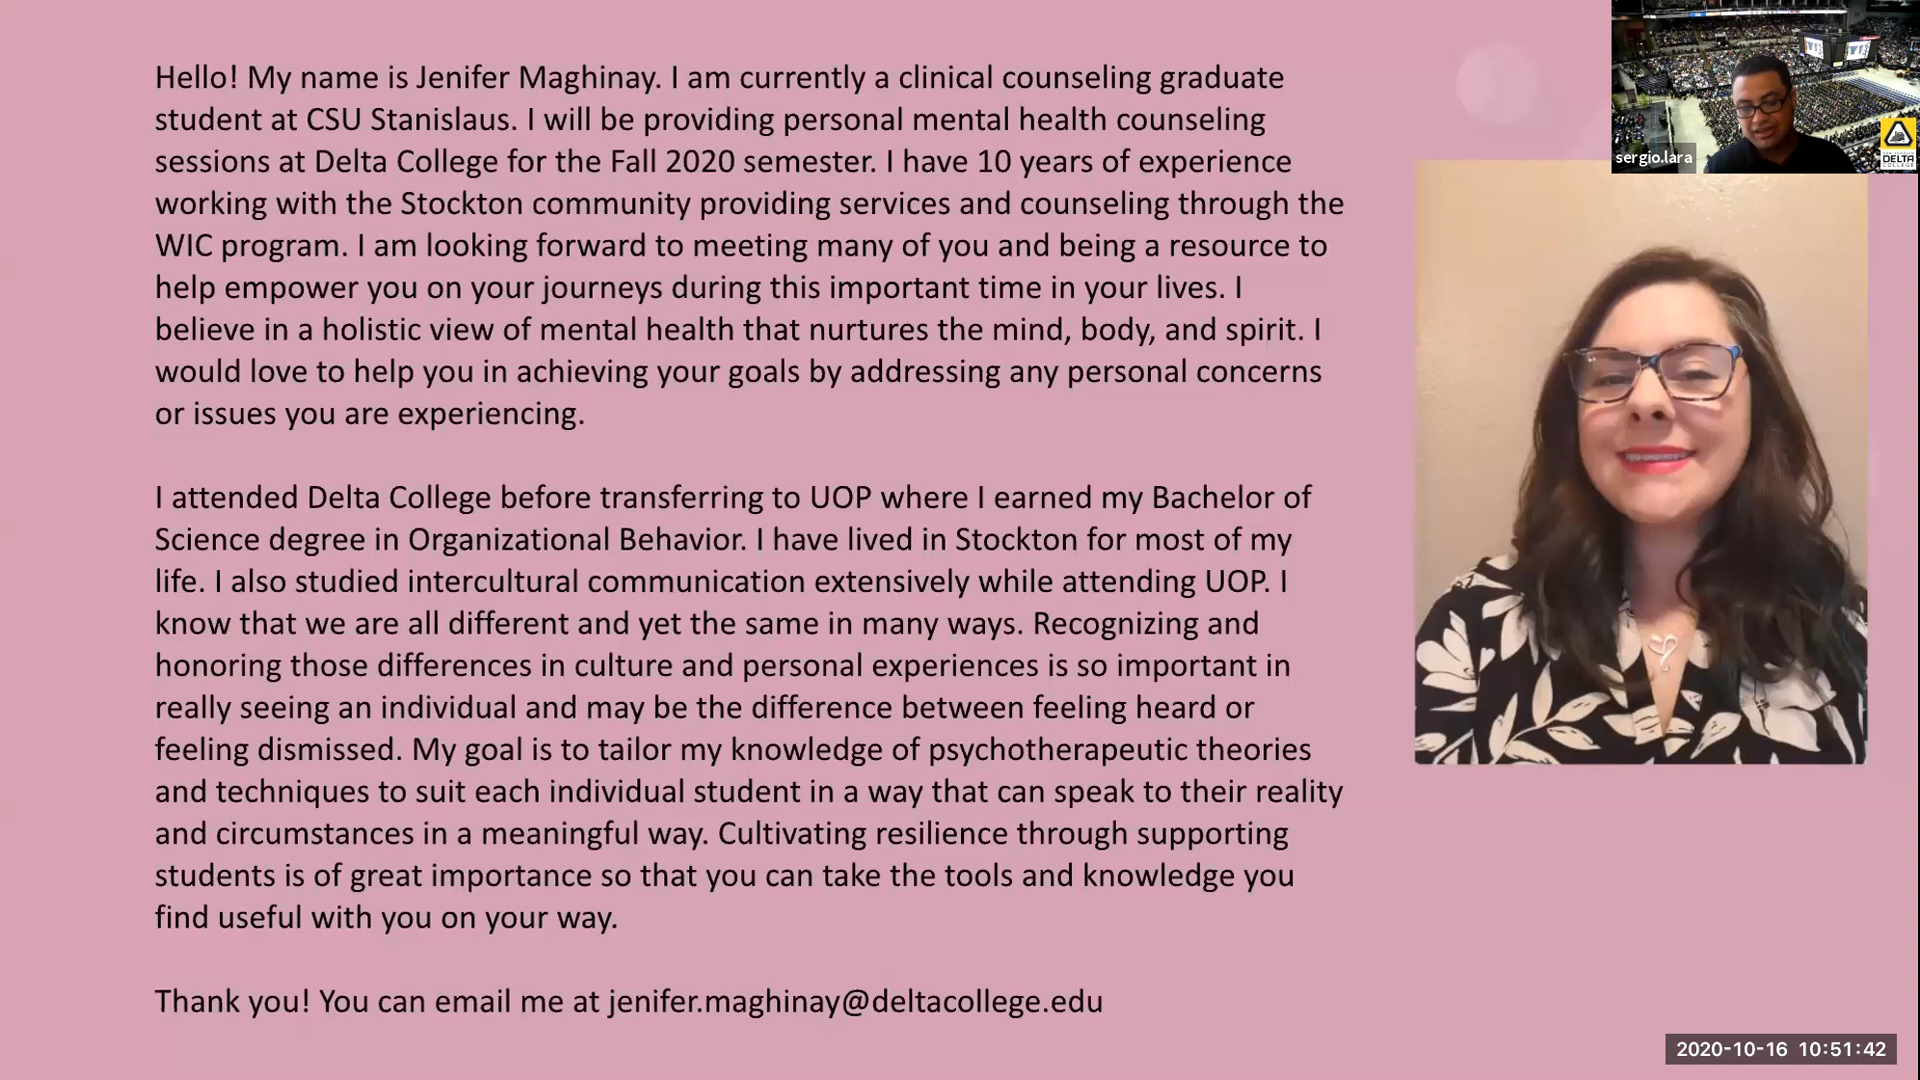 Hello! My name is Jenifer Maghinay. I am currently a clinical counseling graduate
student at CSU Stanislaus. I will be providing personal mental health counseling
sessions at Delta College for the Fall 2020 semester. I have 10 years of experience
working with the Stockton community providing services and counseling through the
WIC program. I am looking forward to meeting many of you and being a resource to
help empower you on your journeys during this important time in your lives. I
believe in a holistic view of mental health that nurtures the mind, body, and spirit. I
would love to help you in achieving your goals by addressing any personal concerns
or issues you are experiencing.
I attended Delta College before transferring to UOP where I earned my Bachelor of
Science degree in Organizational Behavior. I have lived in Stockton for most of my
life. I also studied intercultural communication extensively while attending UOP. I
know that we are all different and yet the same in many ways. Recognizing and
honoring those differences in culture and personal experiences is so important in
really seeing an individual and may be the difference between feeling heard or
feeling dismissed. My goal is to tailor my knowledge of psychotherapeutic theories
and techniques to suit each individual student in a way that can speak to their reality
and circumstances in a meaningful way. Cultivating resilience through supporting
students is of great importance so that you can take the tools and knowledge you
find useful with you on your way.
Thank you! You can email me at jenifer.maghinay@deltacollege.edu
sergio.lara
DELTA
COLLEGE
2020-10-16 10:51:42